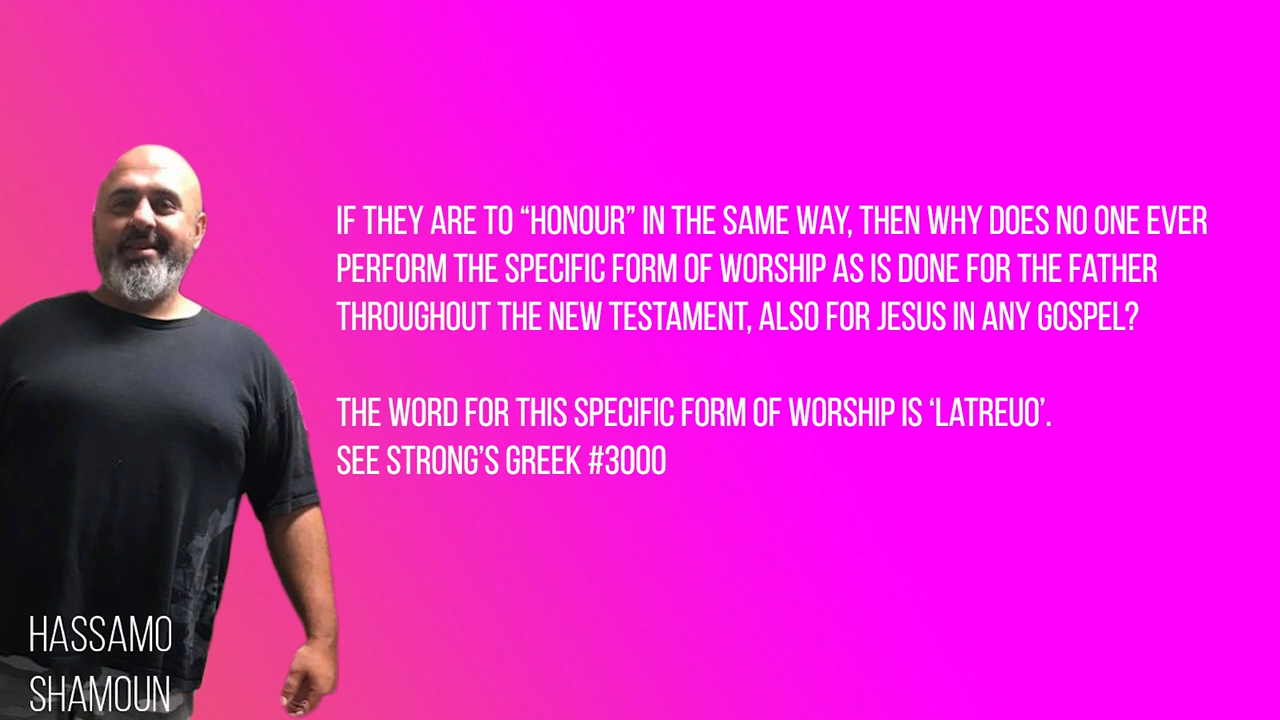 IF THEY ARE TO “HONOUR” IN THE SAME WAY, THEN WHY DOES NO ONE EVER
PERFORM THE SPECIFIC FORM OF WORSHIP AS IS DONE FOR THE FATHER
THROUGHOUT THE NEW TESTAMENT, ALSO FOR JESUS IN ANY GOSPEL?
THE WORD FOR THIS SPECIFIC FORM OF WORSHIP IS ‘LATREUO’.
SEE STRONG’S GREEK #3000
HASSAMO
SHAMOUN